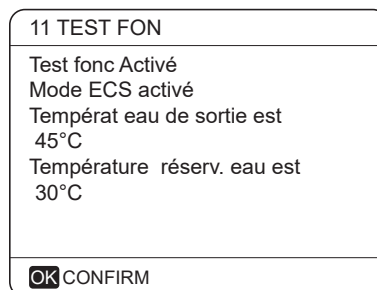 11 TEST FON
Test fonc Activé
Mode ECS activé
Températ eau de sortie est
45°C
Température réserv. eau est
30°C
OK CONFIRM